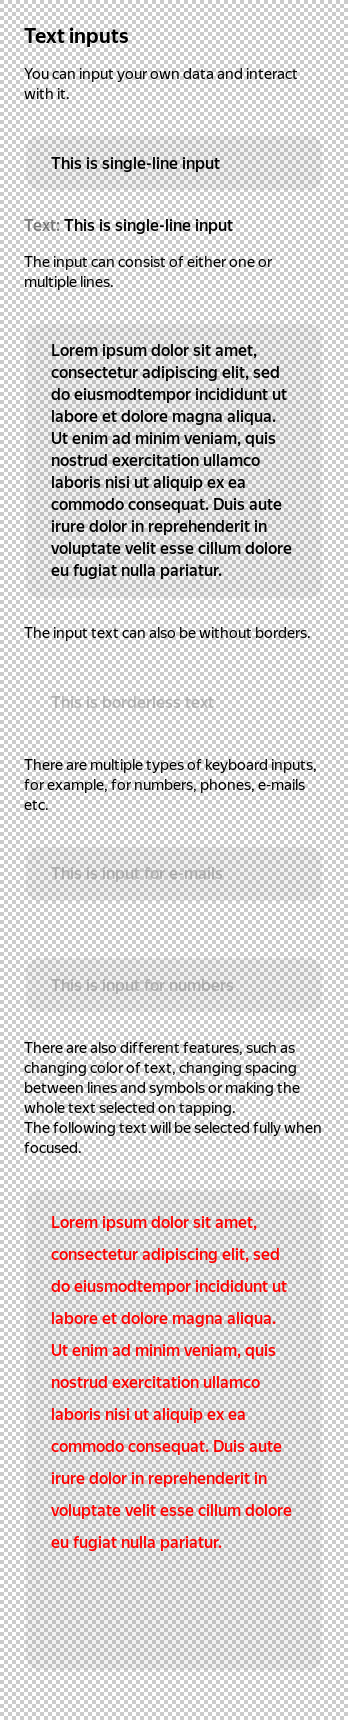 Text inputs
You can input your own data and interact
with it.
This is single-line input
Text: This is single-line input
The input can consist of either one or
multiple lines.
Lorem ipsum dolor sit amet,
consectetur adipiscing elit, sed
do eiusmodtempor incididunt ut
labore et dolore magna aliqua.
Ut enim ad minim veniam, quis
nostrud exercitation ullamco
laboris nisi ut aliquip ex ea
commodo consequat. Duis aute
irure dolor in reprehenderit in
voluptate velit esse cillum dolore
eu fugiat nulla pariatur.
The input text can also be without borders.
This is borderless text
There are multiple types of keyboard inputs,
for example, for numbers, phones, e-mails
etc.
This is input for e-mails
This is input for numbers
There are also different features, such as
changing color of text, changing spacing
between lines and symbols or making the
whole text selected on tapping.
The following text will be selected fully when
focused.
Lorem ipsum dolor sit amet,
consectetur adipiscing elit, sed
do eiusmodtempor incididunt ut
labore et dolore magna aliqua.
Ut enim ad minim veniam, quis
nostrud exercitation ullamco
laboris nisi ut aliquip ex ea
commodo consequat. Duis aute
irure dolor in reprehenderit in
voluptate velit esse cillum dolore
eu fugiat nulla pariatur.